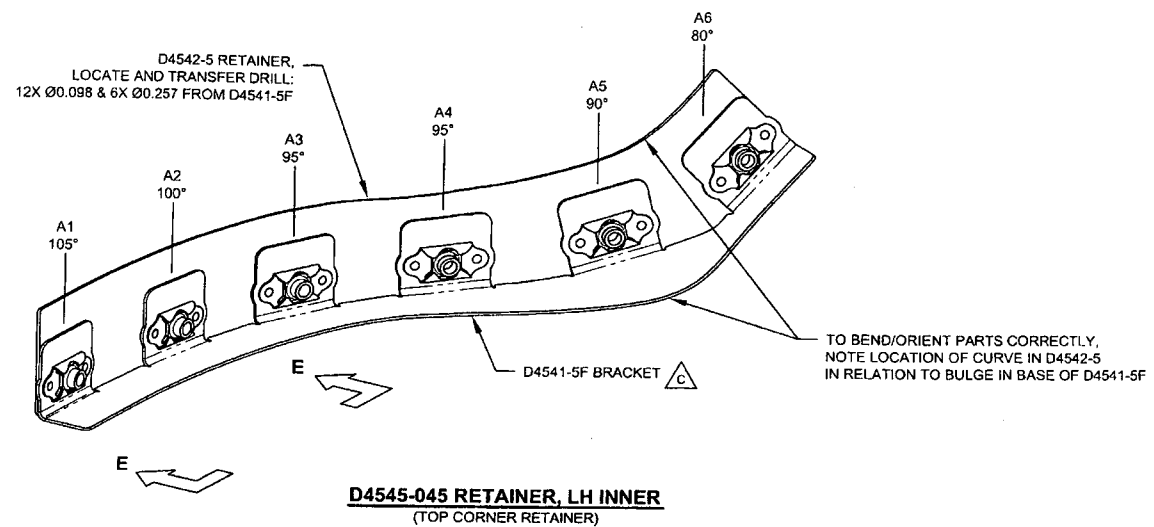 A6
80°
D4542-5 RETAINER,
LOCATE AND TRANSFER DRILL:
12X Ø0.098 & 6X Ø0.257 FROM D4541-5F
A5
90°
A4
95°
A3
95°
A2
100°
A1
105°
TO BEND/ORIENT PARTS CORRECTLY,
NOTE LOCATION OF CURVE IN D4542-5
IN RELATION TO BULGE IN BASE OF D4541-5F
E
D4541-5F BRACKET C
E
D4545-045 RETAINER, LH INNER
(TOP CORNER RETAINER)